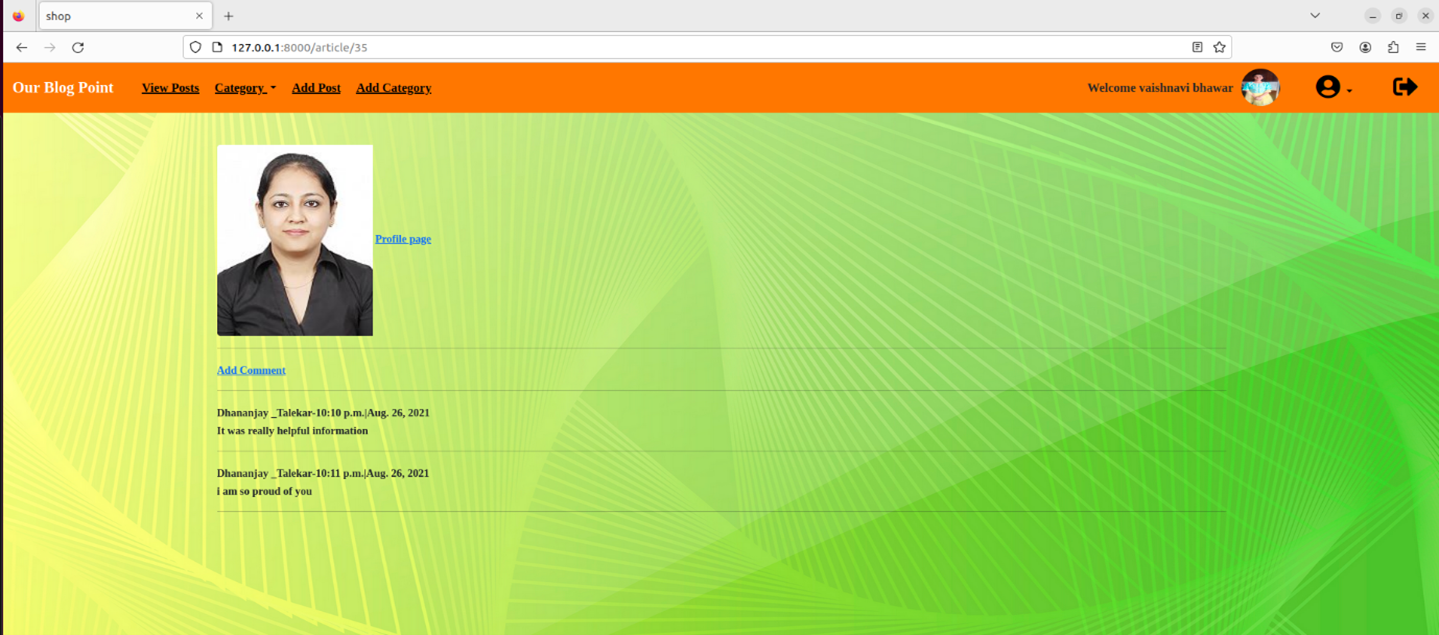 shop
127.0.0.1:8000/article/35
Our Blog Point View Posts Category Add Post Add Category Welcome vaishnavi bhawar
Profile page
Add Comment
Dhananjay _Talekar-10:10 p.m.|Aug. 26, 2021
It was really helpful information
Dhananjay _Talekar-10:11 p.m.|Aug. 26, 2021
i am so proud of you